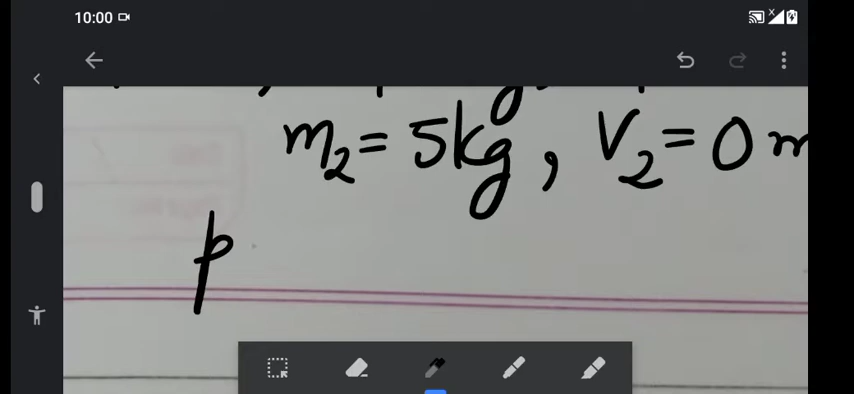 10:00
m₂ = 5kg, V₂ = 0 m
p